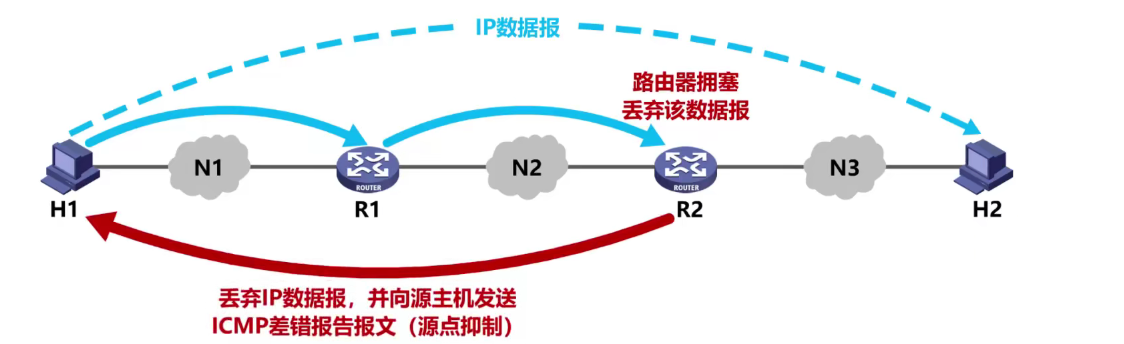 IP数据报
路由器拥塞
丢弃该数据报
N1
N2
N3
ROUTER
ROUTER
H1
R1
R2
H2
丢弃IP数据报，并向源主机发送
ICMP差错报告报文（源点抑制）